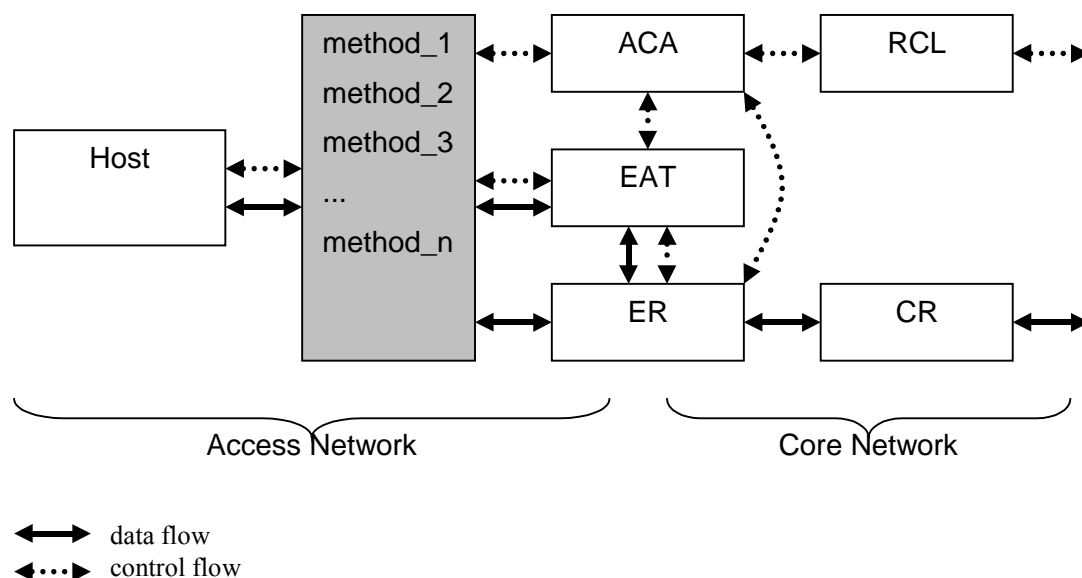 method_1
method_2
method_3
...
method_n
Host
ACA
RCL
EAT
ER
CR
Access Network
Core Network
data flow
control flow